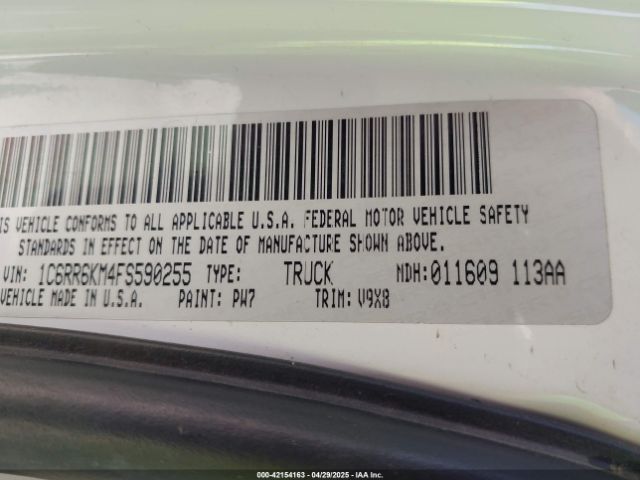 IS VEHICLE CONFORMS TO ALL APPLICABLE U.S.A. FEDERAL MOTOR VEHICLE SAFETY
STANDARDS IN EFFECT ON THE DATE OF MANUFACTURE SHOWN ABOVE.
VIN: 1C6RR6KM4FS590255 TYPE: TRUCK MDH:011609 113AA
VEHICLE MADE IN U.S.A. PAINT: PW7 TRIM: V9X8
000-42154163 | 04/29/2025 - IAA Inc.